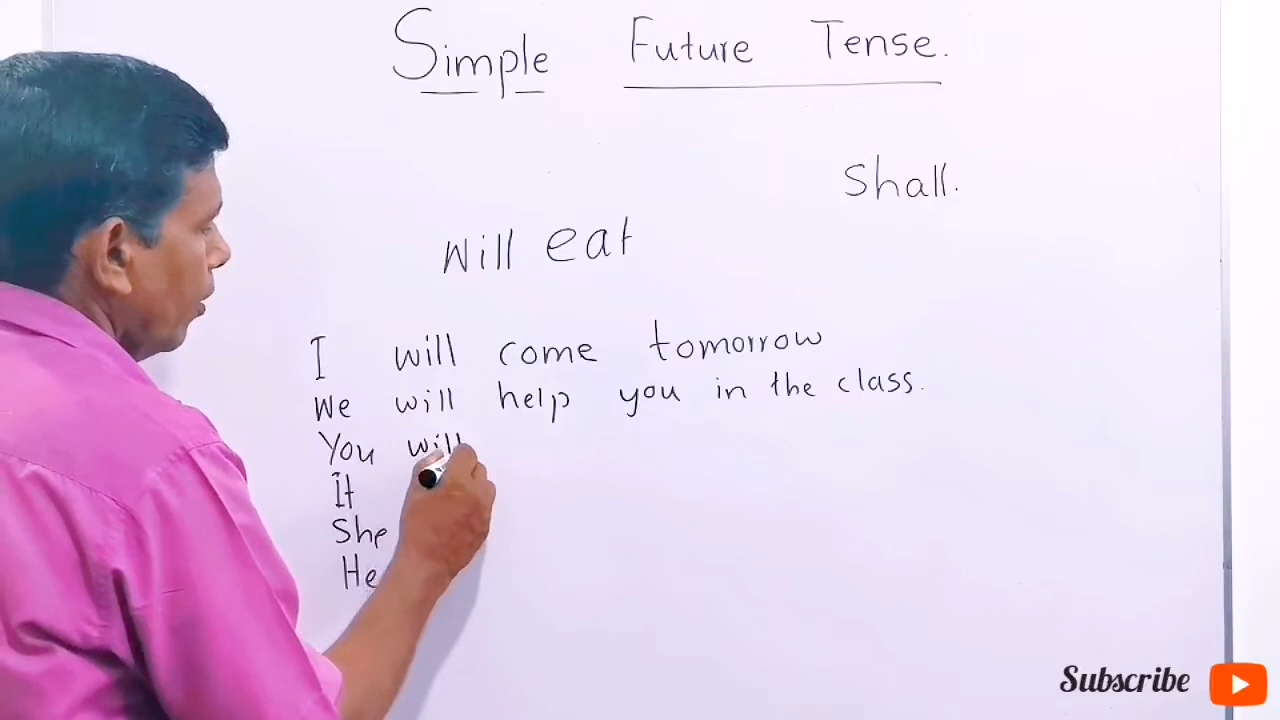 Simple Future Tense.
Shall.
Will eat
I will come tomorrow
We will help you in the class.
You will
It
She
He
Subscribe